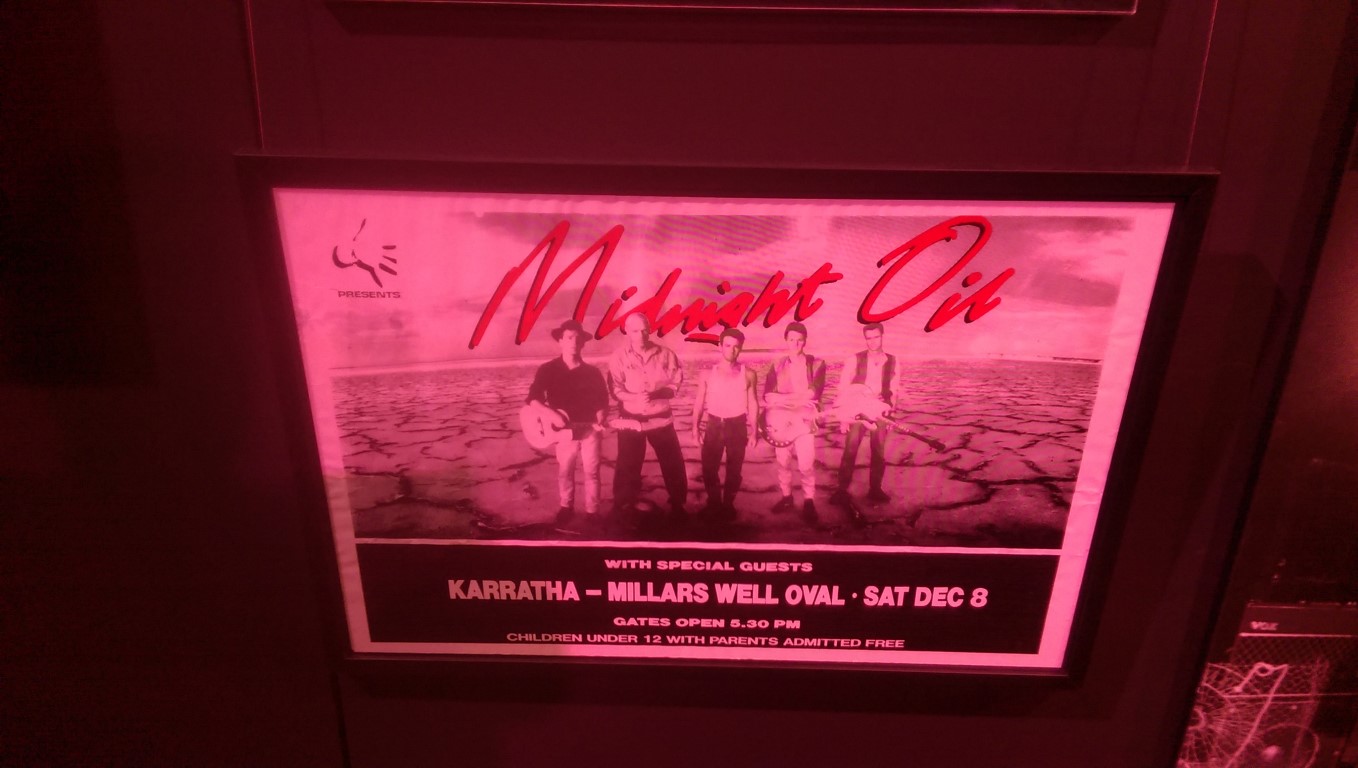 PRESENTS
Midnight Oil
WITH SPECIAL GUESTS
KARRATHA – MILLARS WELL OVAL · SAT DEC 8
GATES OPEN 5.30 PM
CHILDREN UNDER 12 WITH PARENTS ADMITTED FREE
VOX